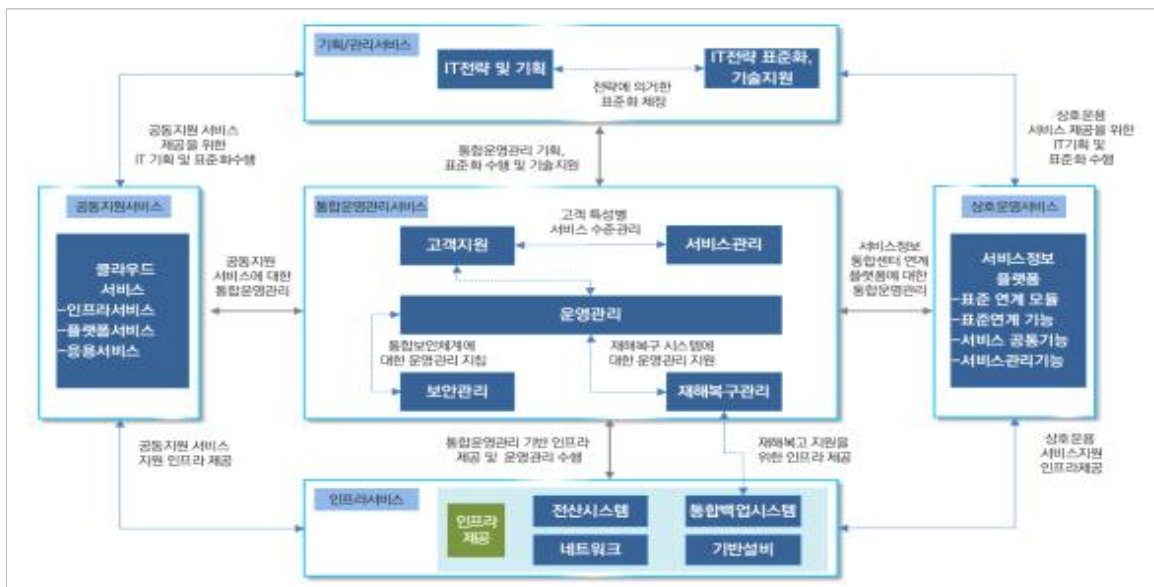 기획/관리서비스
IT전략 및 기획
IT전략 표준화,
기술지원
전략에 의거한
표준화 제정
공동지원 서비스
제공을 위한
IT 기획 및 표준화수행
통합운영관리 기획,
표준화 수행 및 기술지원
상호운용
서비스 제공을 위한
IT기획 및
표준화 수행
공동지원서비스
클라우드
서비스
-인프라서비스
-플랫폼서비스
-응용서비스
공동지원
서비스에 대한
통합운영관리
통합운영관리서비스
고객지원
고객 특성별
서비스 수준관리
서비스관리
운영관리
통합보안체계에
대한 운영관리 지침
재해복구 시스템에
대한 운영관리 지원
보안관리
재해복구관리
서비스정보
통합센터 연계
플랫폼에 대한
통합운영관리
상호운영서비스
서비스정보
플랫폼
-표준 연계 모듈
-표준연계 기능
-서비스 공통기능
-서비스관리기능
공동지원 서비스
지원 인프라 제공
통합운영관리 기반 인프라
제공 및 운영관리 수행
재해복고 지원을
위한 인프라 제공
상호운용
서비스지원
인프라제공
인프라서비스
인프라
제공
전산시스템
통합백업시스템
네트워크
기반설비